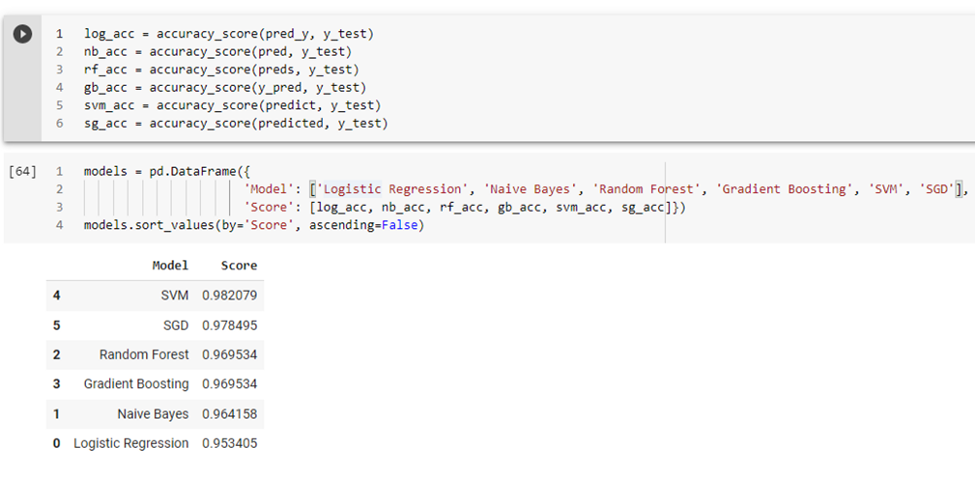 1 log_acc = accuracy_score(pred_y, y_test)
2 nb_acc = accuracy_score(pred, y_test)
3 rf_acc = accuracy_score(preds, y_test)
4 gb_acc = accuracy_score(y_pred, y_test)
5 svm_acc = accuracy_score(predict, y_test)
6 sg_acc = accuracy_score(predicted, y_test)
[64] 1 models = pd.DataFrame({
2 'Model': ['Logistic Regression', 'Naive Bayes', 'Random Forest', 'Gradient Boosting', 'SVM', 'SGD'],
3 'Score': [log_acc, nb_acc, rf_acc, gb_acc, svm_acc, sg_acc]})
4 models.sort_values(by='Score', ascending=False)
Model Score
4 SVM 0.982079
5 SGD 0.978495
2 Random Forest 0.969534
3 Gradient Boosting 0.969534
1 Naive Bayes 0.964158
0 Logistic Regression 0.953405